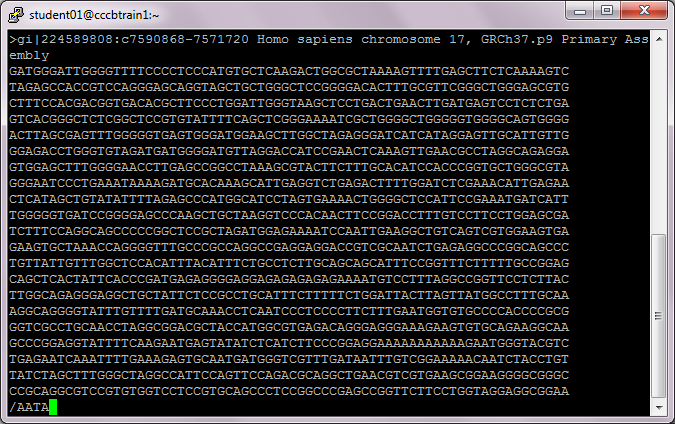 student01@cccbtrain1:~
>gi|224589808:c7590868-7571720 Homo sapiens chromosome 17, GRCh37.p9 Primary Ass
embly
GATGGGATTGGGGTTTTCCCCTCCCATGTGCTCAAGACTGGCGCTAAAAGTTTTGAGCTTCTCAAAAGTC
TAGAGCCACCGTCCAGGGAGCAGGTAGCTGCTGGGCTCCGGGGACACTTTGCGTTCGGGCTGGGAGCGTG
CTTTCCACGACGGTGACACGCTTCCCTGGATTGGGTAAGCTCCTGACTGAACTTGATGAGTCCTCTCTGA
GTCACGGGCTCTCGGCTCCGTGTATTTTCAGCTCGGGAAAATCGCTGGGGCTGGGGGTGGGGCAGTGGGG
ACTTAGCGAGTTTGGGGGTGAGTGGGATGGAAGCTTGGCTAGAGGGATCATCATAGGAGTTGCATTGTTG
GGAGACCTGGGTGTAGATGATGGGGATGTTAGGACCATCCGAACTCAAAGTTGAACGCCTAGGCAGAGGA
GTGGAGCTTTGGGGAACCTTGAGCCGGCCTAAAGCGTACTTCTTTGCACATCCACCCGGTGCTGGGCGTA
GGGAATCCCTGAAATAAAAGATGCACAAAGCATTGAGGTCTGAGACTTTTGGATCTCGAAACATTGAGAA
CTCATAGCTGTATATTTTAGAGCCCATGGCATCCTAGTGAAAACTGGGGCTCCATTCCGAAATGATCATT
TGGGGGTGATCCGGGGAGCCCAAGCTGCTAAGGTCCCACAACTTCCGGACCTTTGTCCTTCCTGGAGCGA
TCTTTCCAGGCAGCCCCCGGCTCCGCTAGATGGAGAAAATCCAATTGAAGGCTGTCAGTCGTGGAAGTGA
GAAGTGCTAAACCAGGGGTTTGCCCGCCAGGCCGAGGAGGACCGTCGCAATCTGAGAGGCCCGGCAGCCC
TGTTATTGTTTGGCTCCACATTTACATTTCTGCCTCTTGCAGCAGCATTTCCGGTTTCTTTTTGCCGGAG
CAGCTCACTATTCACCCGATGAGAGGGGAGGAGAGAGAGAGAAAATGTCCTTTAGGCCGGTTCCTCTTAC
TTGGCAGAGGGAGGCTGCTATTCTCCGCCTGCATTTCTTTTTCTGGATTACTTAGTTATGGCCTTTGCAA
AGGCAGGGGTATTTGTTTTGATGCAAACCTCAATCCCTCCCCTTCTTTGAATGGTGTGCCCCACCCCGCG
GGTCGCCTGCAACCTAGGCGGACGCTACCATGGCGTGAGACAGGGAGGGAAAGAAGTGTGCAGAAGGCAA
GCCCGGAGGTATTTTCAAGAATGAGTATATCTCATCTTCCCGGAGGAAAAAAAAAAAGAATGGGTACGTC
TGAGAATCAAATTTTGAAAGAGTGCAATGATGGGTCGTTTGATAATTTGTCGGAAAAACAATCTACCTGT
TATCTAGCTTTGGGCTAGGCCATTCCAGTTCCAGACGCAGGCTGAACGTCGTGAAGCGGAAGGGGCGGGC
CCGCAGGCGTCCGTGTGGTCCTCCGTGCAGCCCTCCGGCCCGAGCCGGTTCTTCCTGGTAGGAGGCGGAA
/AATA